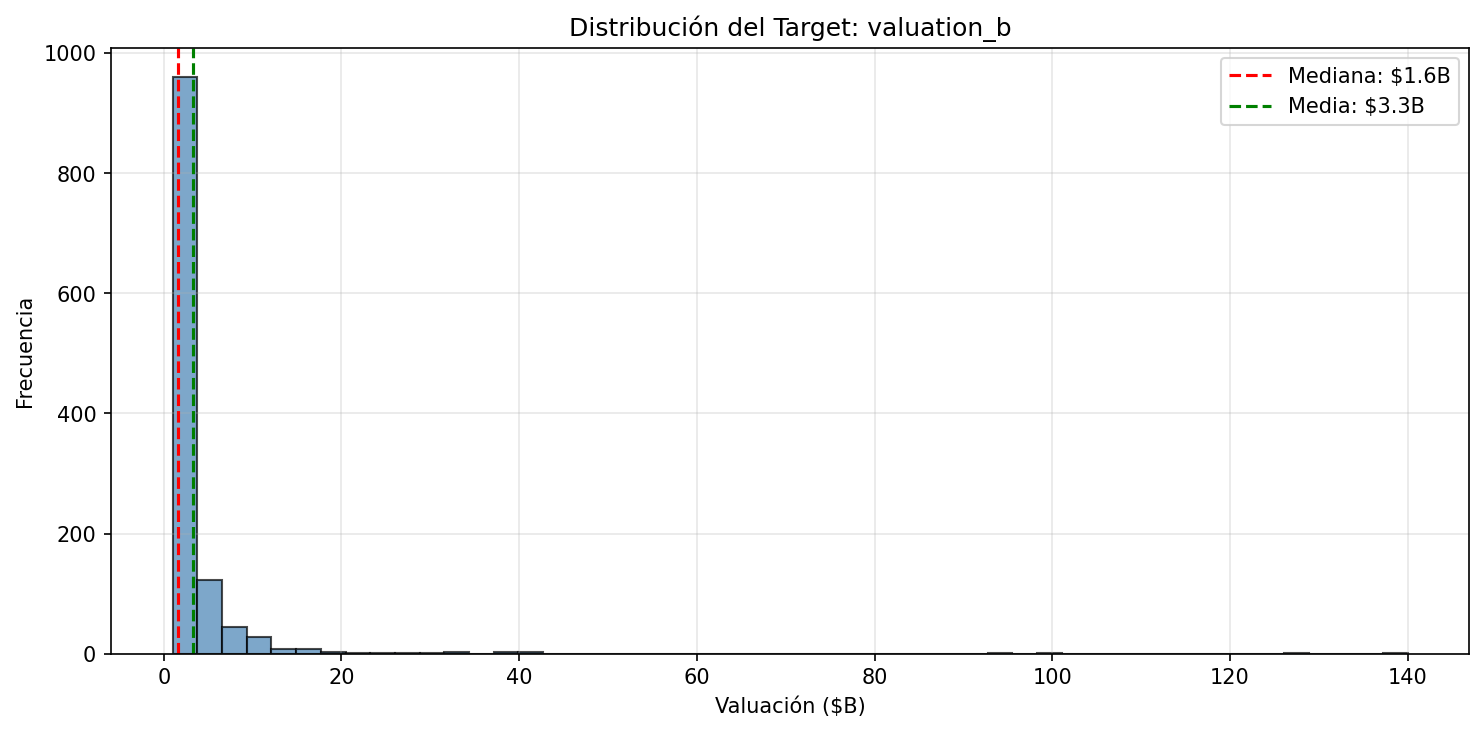 Distribución del Target: valuation_b
Mediana: $1.6B
Media: $3.3B
Frecuencia
1000
800
600
400
200
0
0 20 40 60 80 100 120 140
Valuación ($B)